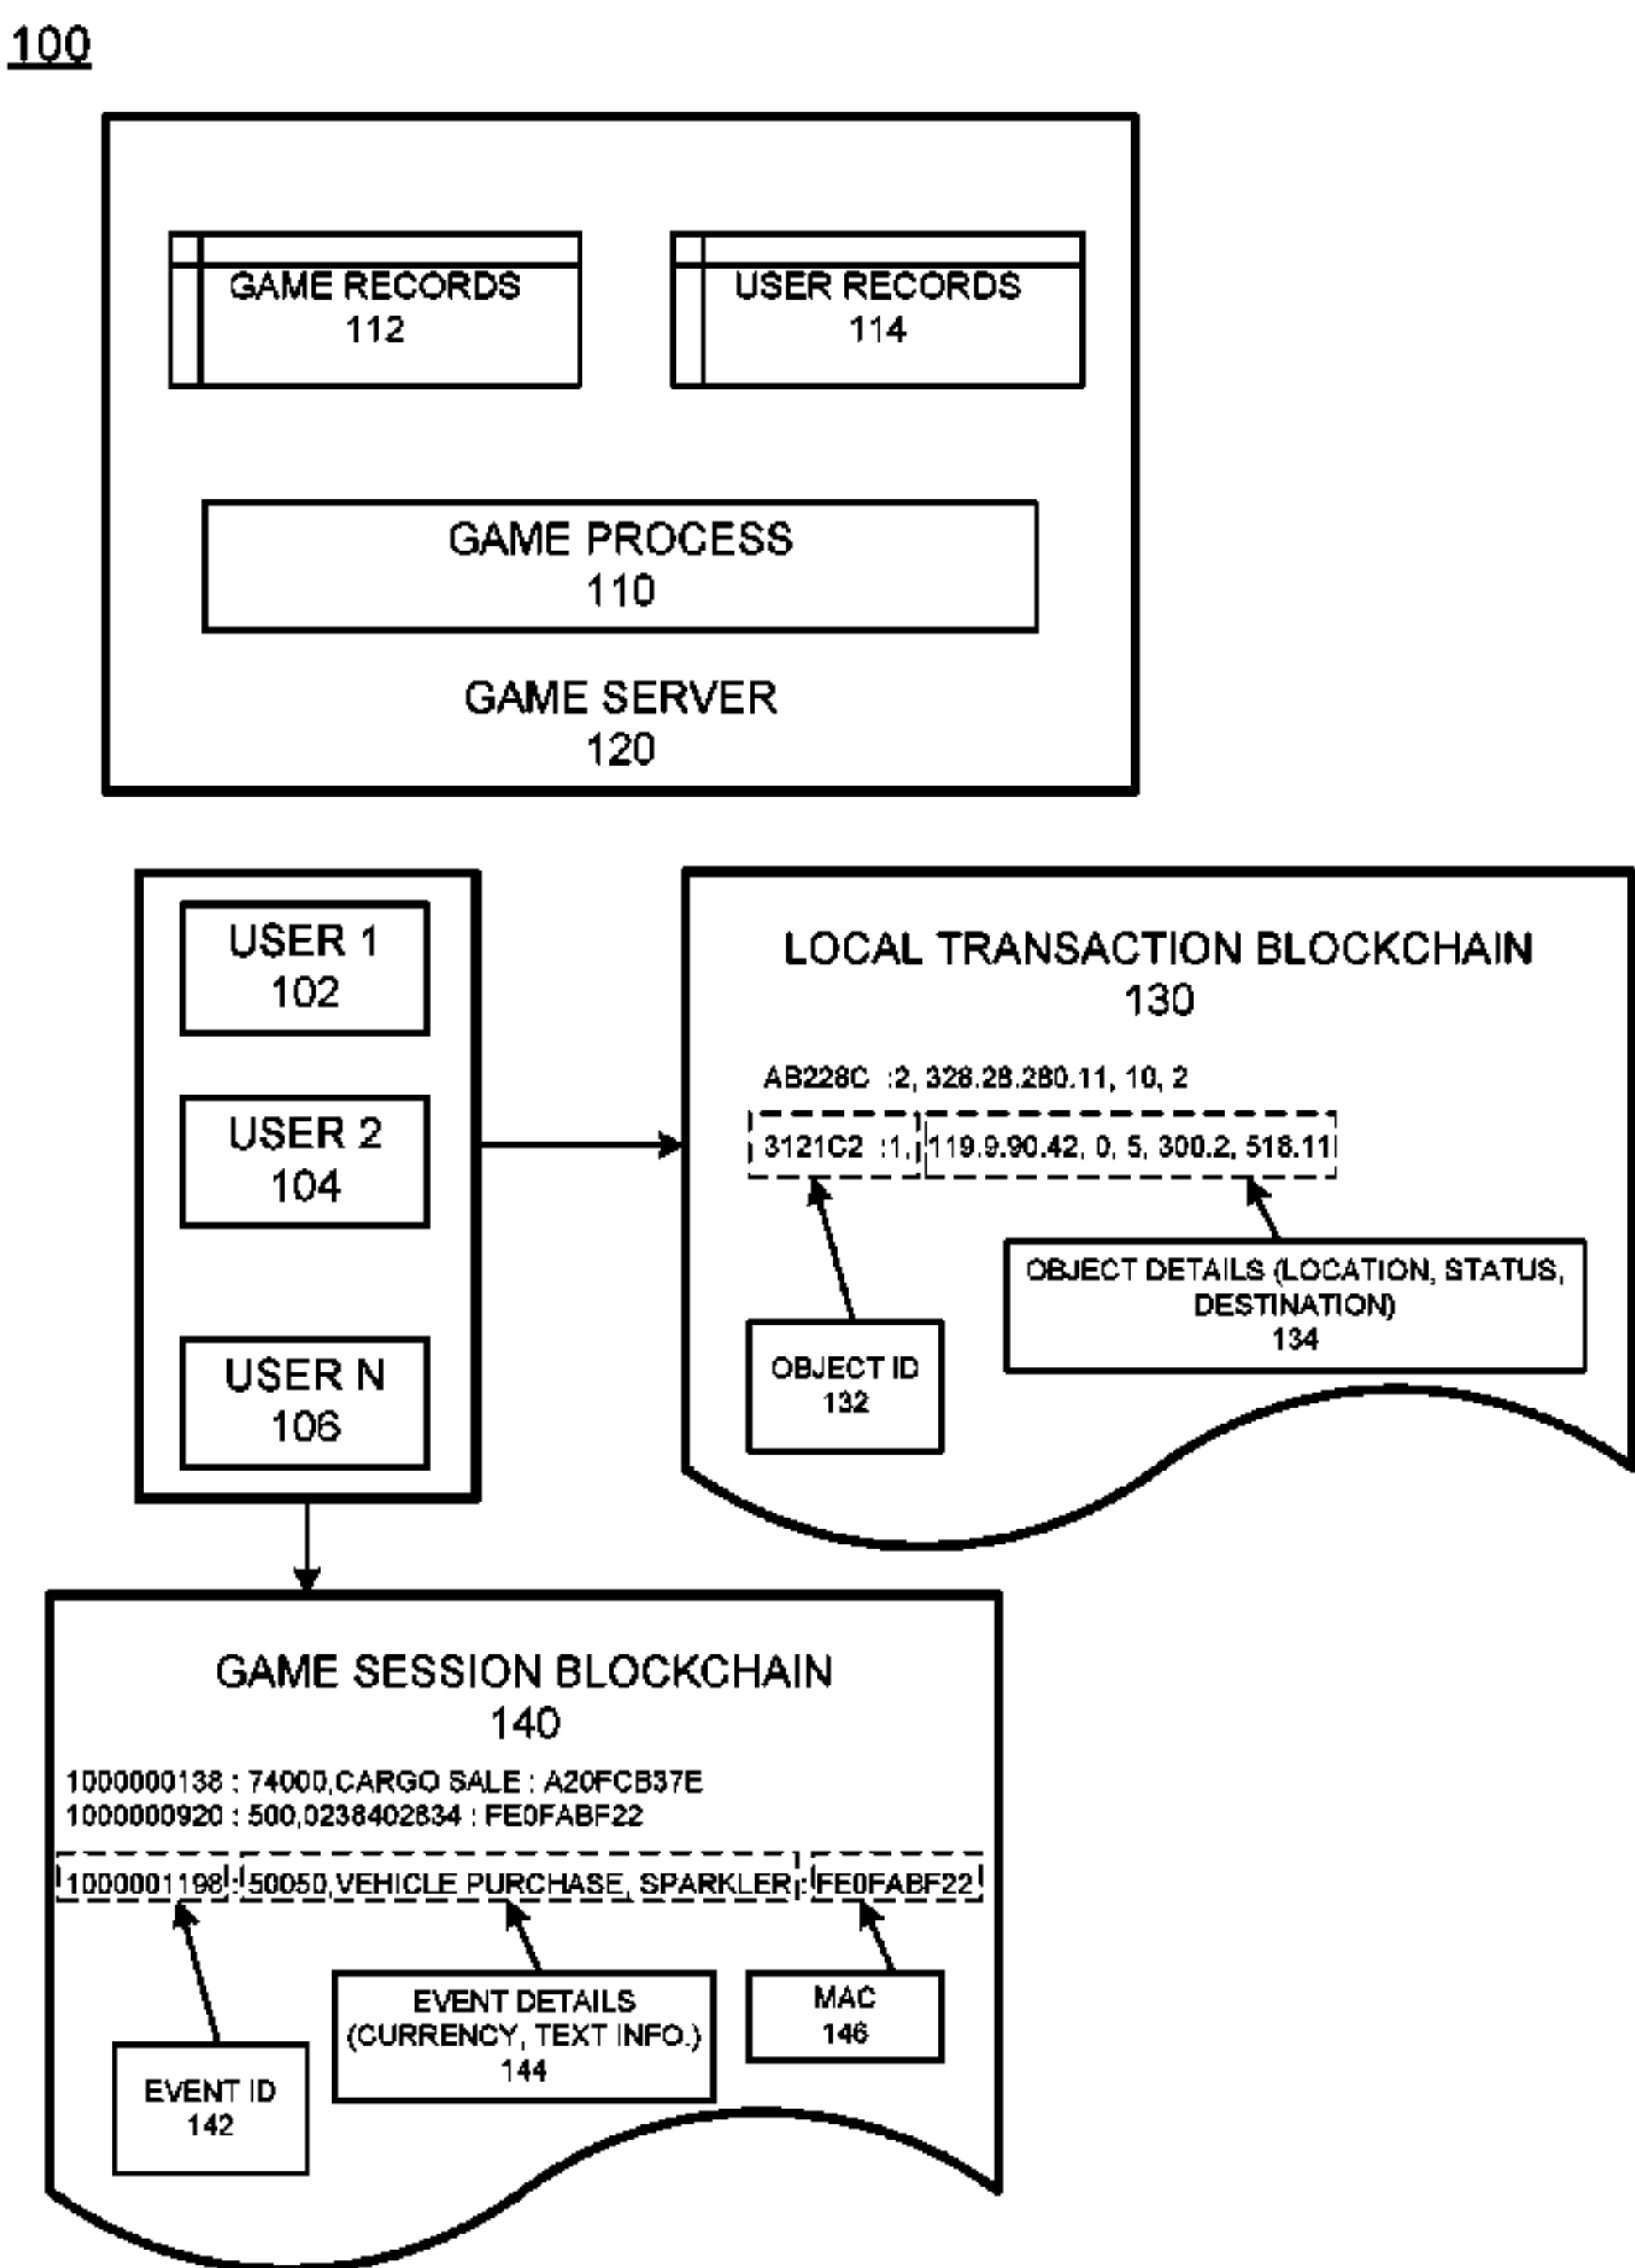 100
GAME RECORDS
112
USER RECORDS
114
GAME PROCESS
110
GAME SERVER
120
USER 1
102
USER 2
104
USER N
106
LOCAL TRANSACTION BLOCKCHAIN
130
AB228C :2, 328.28.280.11, 10, 2
3121C2 :1, 119.9.90.42, 0, 5, 300.2, 518.11
OBJECT DETAILS (LOCATION, STATUS,
DESTINATION)
134
OBJECT ID
132
GAME SESSION BLOCKCHAIN
140
1000000138 : 74000,CARGO SALE : A20FCB37E
1000000920 : 500,0238402834 : FE0FABF22
1000001198 : 50050,VEHICLE PURCHASE, SPARKLER : FE0FABF22
EVENT DETAILS
(CURRENCY, TEXT INFO.)
144
MAC
146
EVENT ID
142